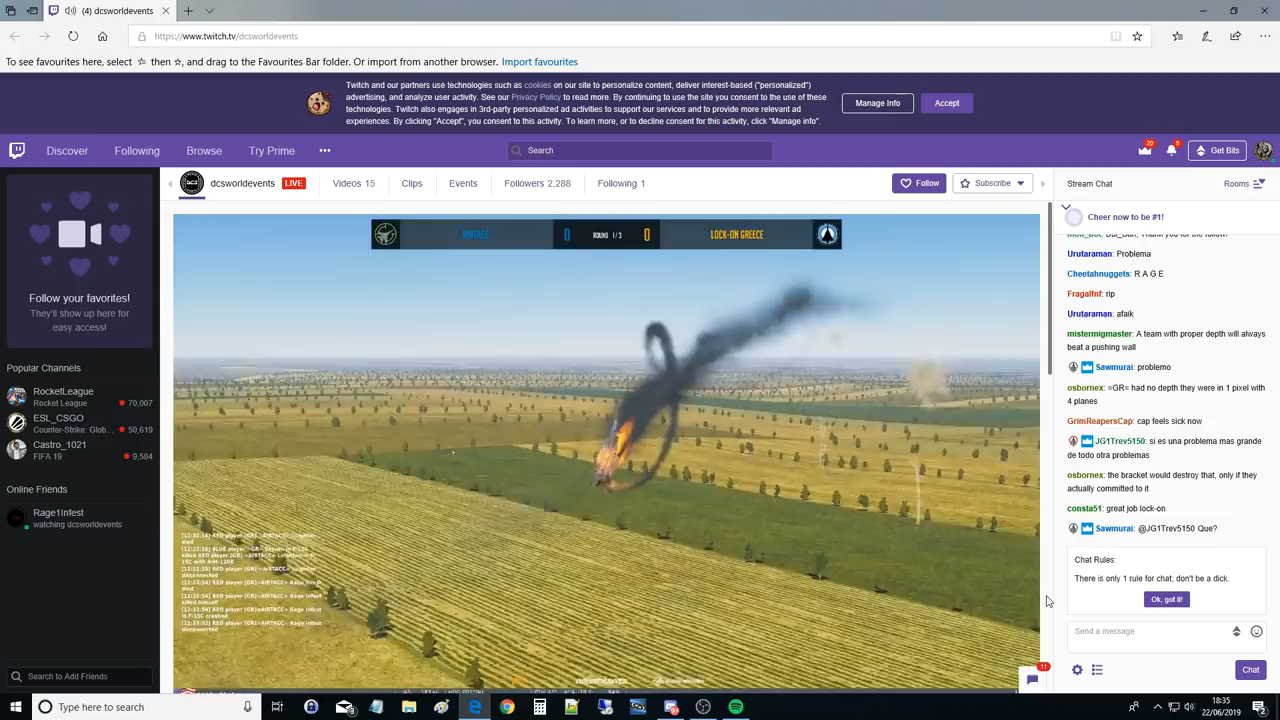 (4) dcsworldevents
https://www.twitch.tv/dcsworldevents
To see favourites here, select ☆ then ☆, and drag to the Favourites Bar folder. Or import from another browser. Import favourites
Twitch and our partners use technologies such as cookies on our site to personalize content, deliver interest-based ("personalized")
advertising, and analyze user activity. See our Privacy Policy to read more. By continuing to use the site you consent to the use of these
technologies. Twitch also engages in 3rd-party personalized ad activities to support our services and to provide more relevant ad
experiences. By clicking "Accept", you consent to this activity. To learn more, or to decline consent for this activity, click "Manage info".
Manage Info
Accept
Discover
Following
Browse
Try Prime
Search
20
6
Get Bits
dcsworldevents
LIVE
Videos 15
Clips
Events
Followers 2,288
Following 1
Follow
Subscribe
Follow your favorites!
They'll show up here for
easy access!
Popular Channels
RocketLeague
Rocket League
70,007
ESL_CSGO
Counter-Strike: Glob...
50,619
Castro_1021
FIFA 19
9,504
Online Friends
Rage1Infest
watching dcsworldevents
Search to Add Friends
0
ROUND 1/3
0
LOCK-ON GREECE
11
Stream Chat
Rooms
Cheer now to be #1!
Urutaraman: Problema
Cheetahnuggets: R A G E
Fragalfnf: rip
Urutaraman: afaik
mistermigmaster: A team with proper depth will always
beat a pushing wall
Sawmurai: problemo
osbornex: =GR= had no depth they were in 1 pixel with
4 planes
GrimReapersCap: cap feels sick now
JG1Trev5150: si es una problema mas grande
de todo otra problemas
osbornex: the bracket would destroy that, only if they
actually committed to it
consta51: great job lock-on
Sawmurai: @JG1Trev5150 Que?
Chat Rules:
There is only 1 rule for chat; don't be a dick.
Ok, got it!
Send a message
Chat
Type here to search
18:35
22/06/2019